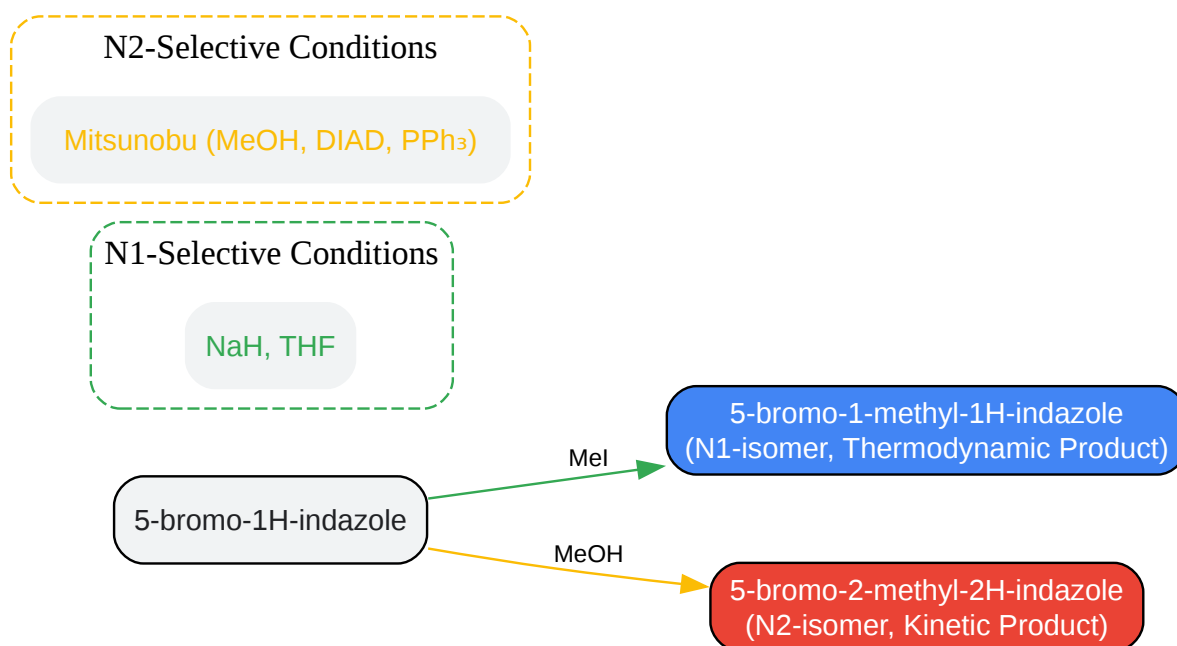 N2-Selective Conditions
Mitsunobu (MeOH, DIAD, PPh₃)
N1-Selective Conditions
NaH, THF
5-bromo-1H-indazole
MeI
5-bromo-1-methyl-1H-indazole
(N1-isomer, Thermodynamic Product)
MeOH
5-bromo-2-methyl-2H-indazole
(N2-isomer, Kinetic Product)